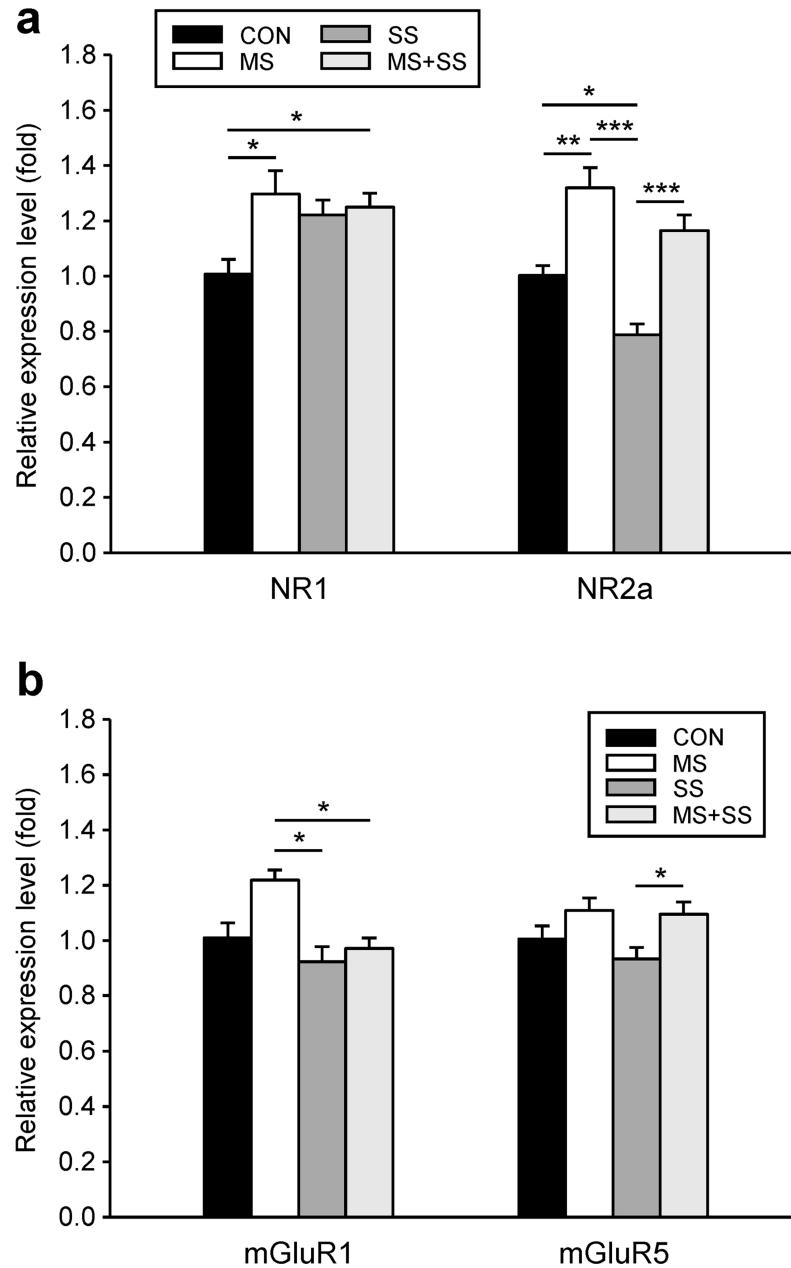 a
CON SS
MS MS+SS
Relative expression level (fold)
1.8
1.6
1.4
1.2
1.0
0.8
0.6
0.4
0.2
0.0
* *
* ** ***
***
NR1 NR2a
b
CON
MS
SS
MS+SS
Relative expression level (fold)
1.8
1.6
1.4
1.2
1.0
0.8
0.6
0.4
0.2
0.0
*
* *
mGluR1 mGluR5